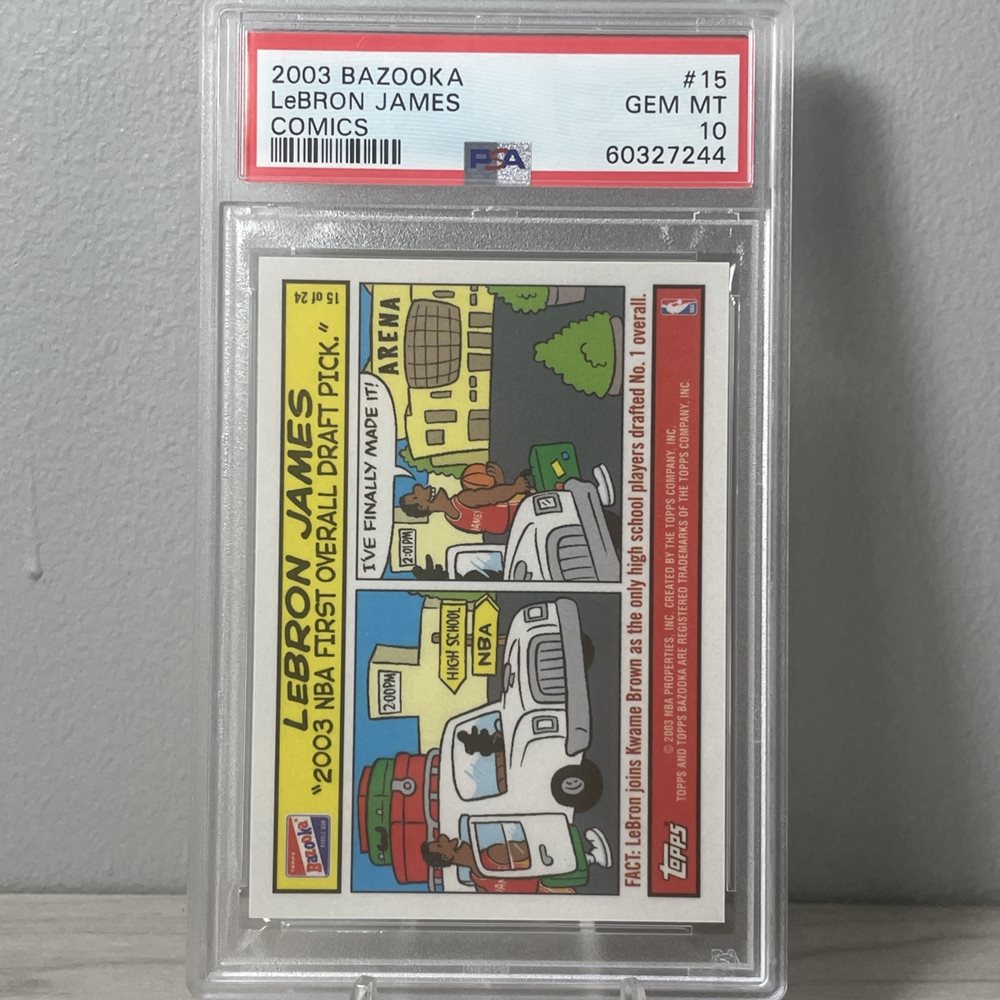 2003 BAZOOKA #15
LeBRON JAMES GEM MT
COMICS 10
PSA 60327244
LEBRON JAMES
"2003 NBA FIRST OVERALL DRAFT PICK."
15 of 24
Bazooka
2:00PM
HIGH SCHOOL
NBA
I'VE FINALLY MADE IT!
ARENA
2:01PM
JAMES
FACT: LeBron joins Kwame Brown as the only high school players drafted No. 1 overall.
topps
© 2003 NBA PROPERTIES, INC. CREATED BY THE TOPPS COMPANY, INC.
TOPPS AND TOPPS BAZOOKA ARE REGISTERED TRADEMARKS OF THE TOPPS COMPANY, INC.